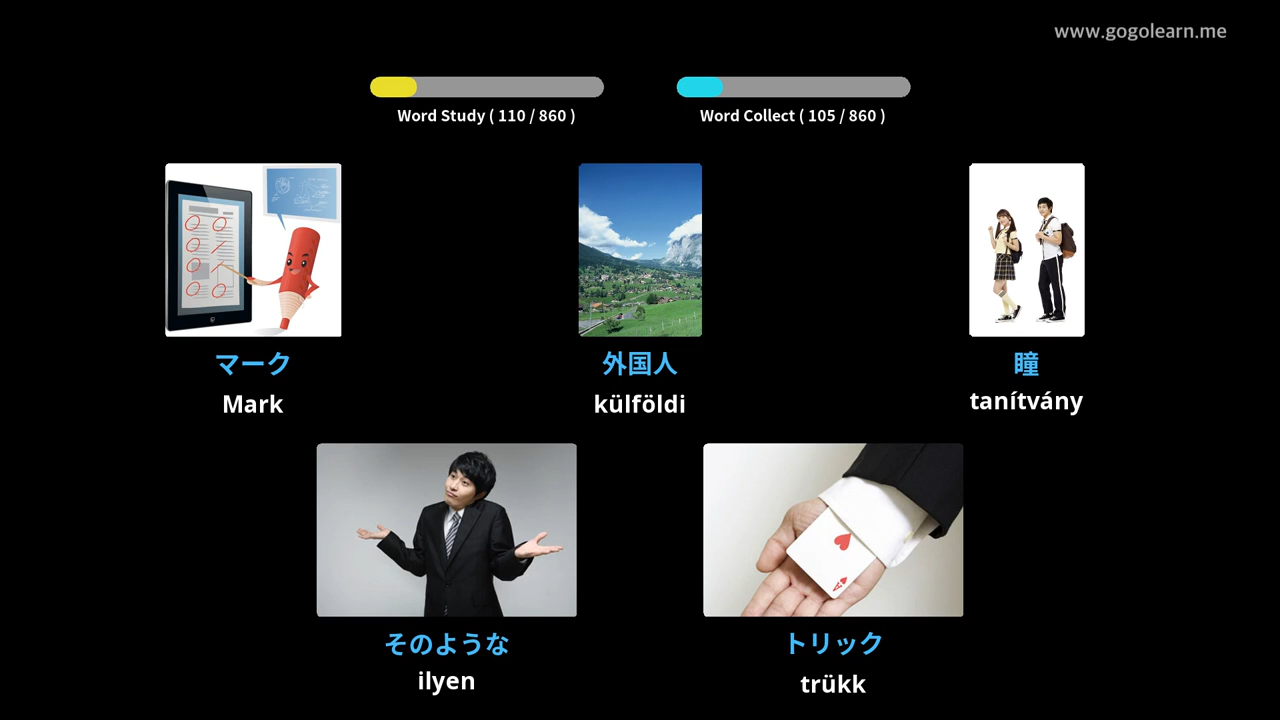 www.gogolearn.me
Word Study ( 110 / 860 )
Word Collect ( 105 / 860 )
マーク
Mark
外国人
külföldi
瞳
tanítvány
そのような
ilyen
トリック
trükk